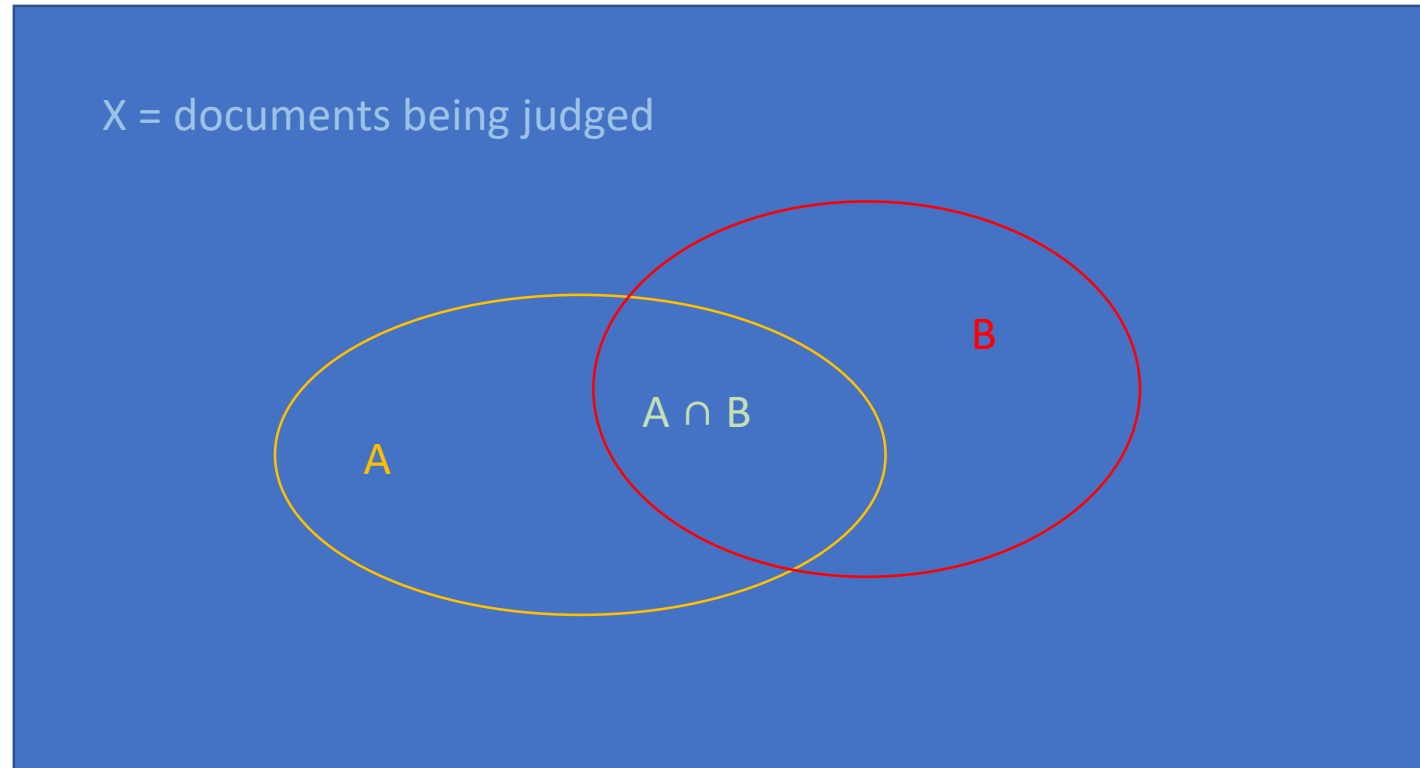 X = documents being judged
B
A ∩ B
A